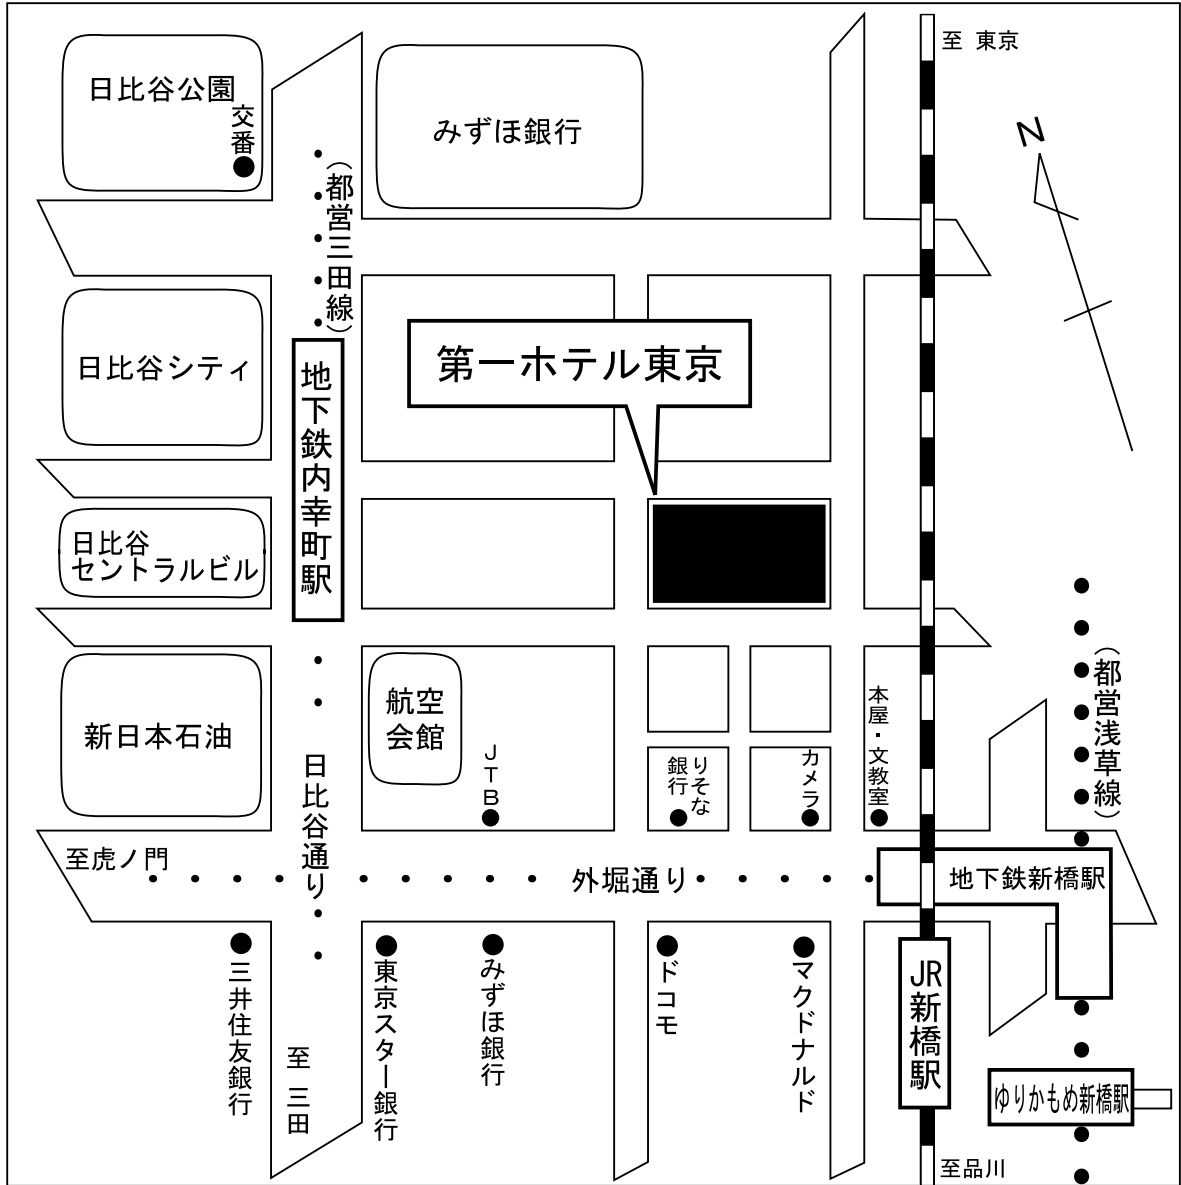 至 東京
日比谷公園
交番
みずほ銀行
N
（都営三田線）
日比谷シティ
第一ホテル東京
地下鉄内幸町駅
日比谷
セントラルビル
（都営浅草線）
新日本石油
航空
会館
JTB
りそな
銀行
カメラ
本屋・文教室
日比谷通り
至虎ノ門
外堀通り
地下鉄新橋駅
三井住友銀行
東京スター銀行
みずほ銀行
ドコモ
マクドナルド
JR新橋駅
至 三田
ゆりかもめ新橋駅
至品川